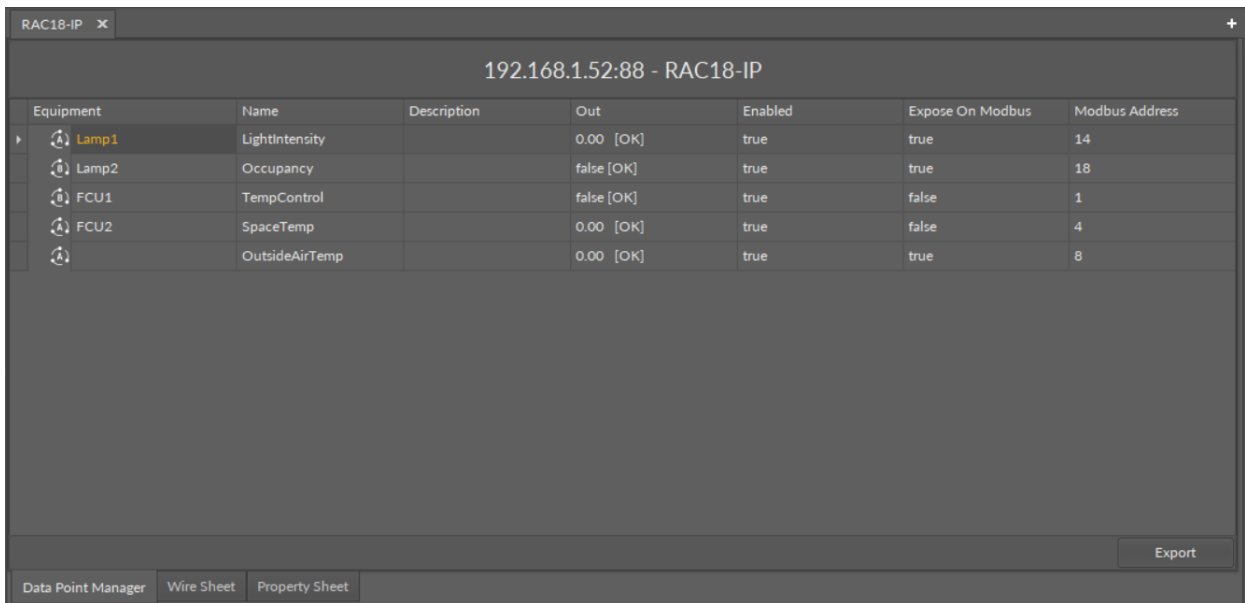 RAC18-IP ×
+
192.168.1.52:88 - RAC18-IP
Equipment Name Description Out Enabled Expose On Modbus Modbus Address
A Lamp1 LightIntensity 0.00 [OK] true true 14
B Lamp2 Occupancy false [OK] true true 18
B FCU1 TempControl false [OK] true false 1
A FCU2 SpaceTemp 0.00 [OK] true false 4
A OutsideAirTemp 0.00 [OK] true true 8
Export
Data Point Manager Wire Sheet Property Sheet